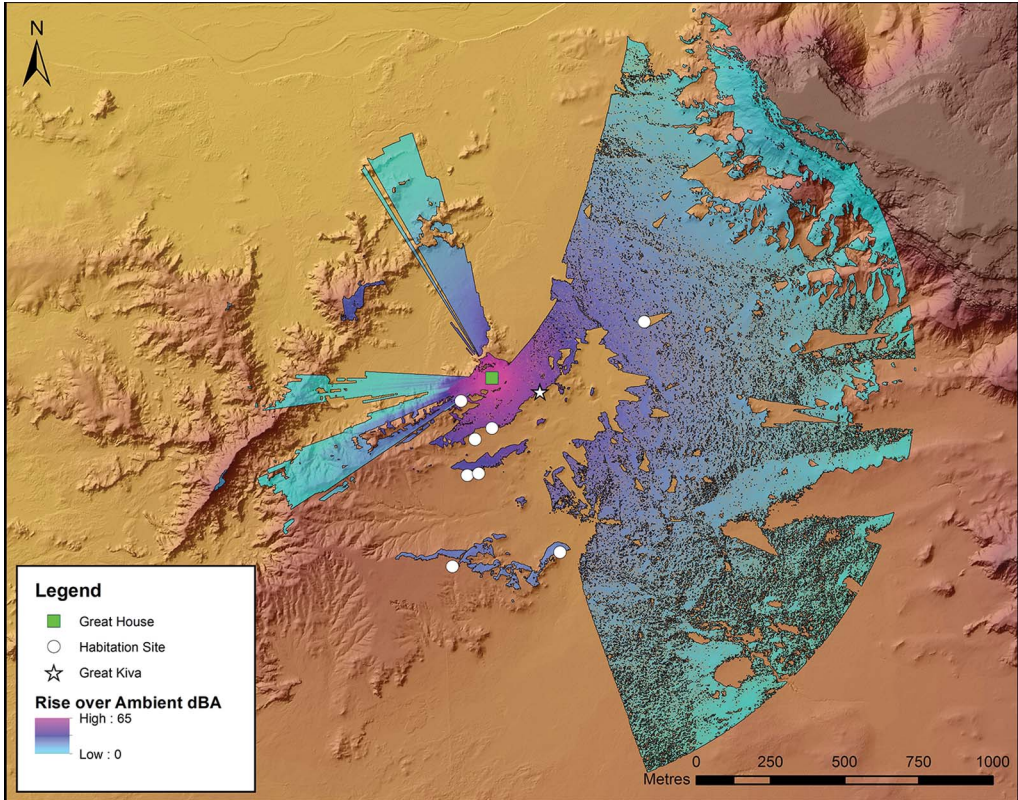 N
Legend
Great House
Habitation Site
Great Kiva
Rise over Ambient dBA
High : 65
Low : 0
0 250 500 750 1000
Metres